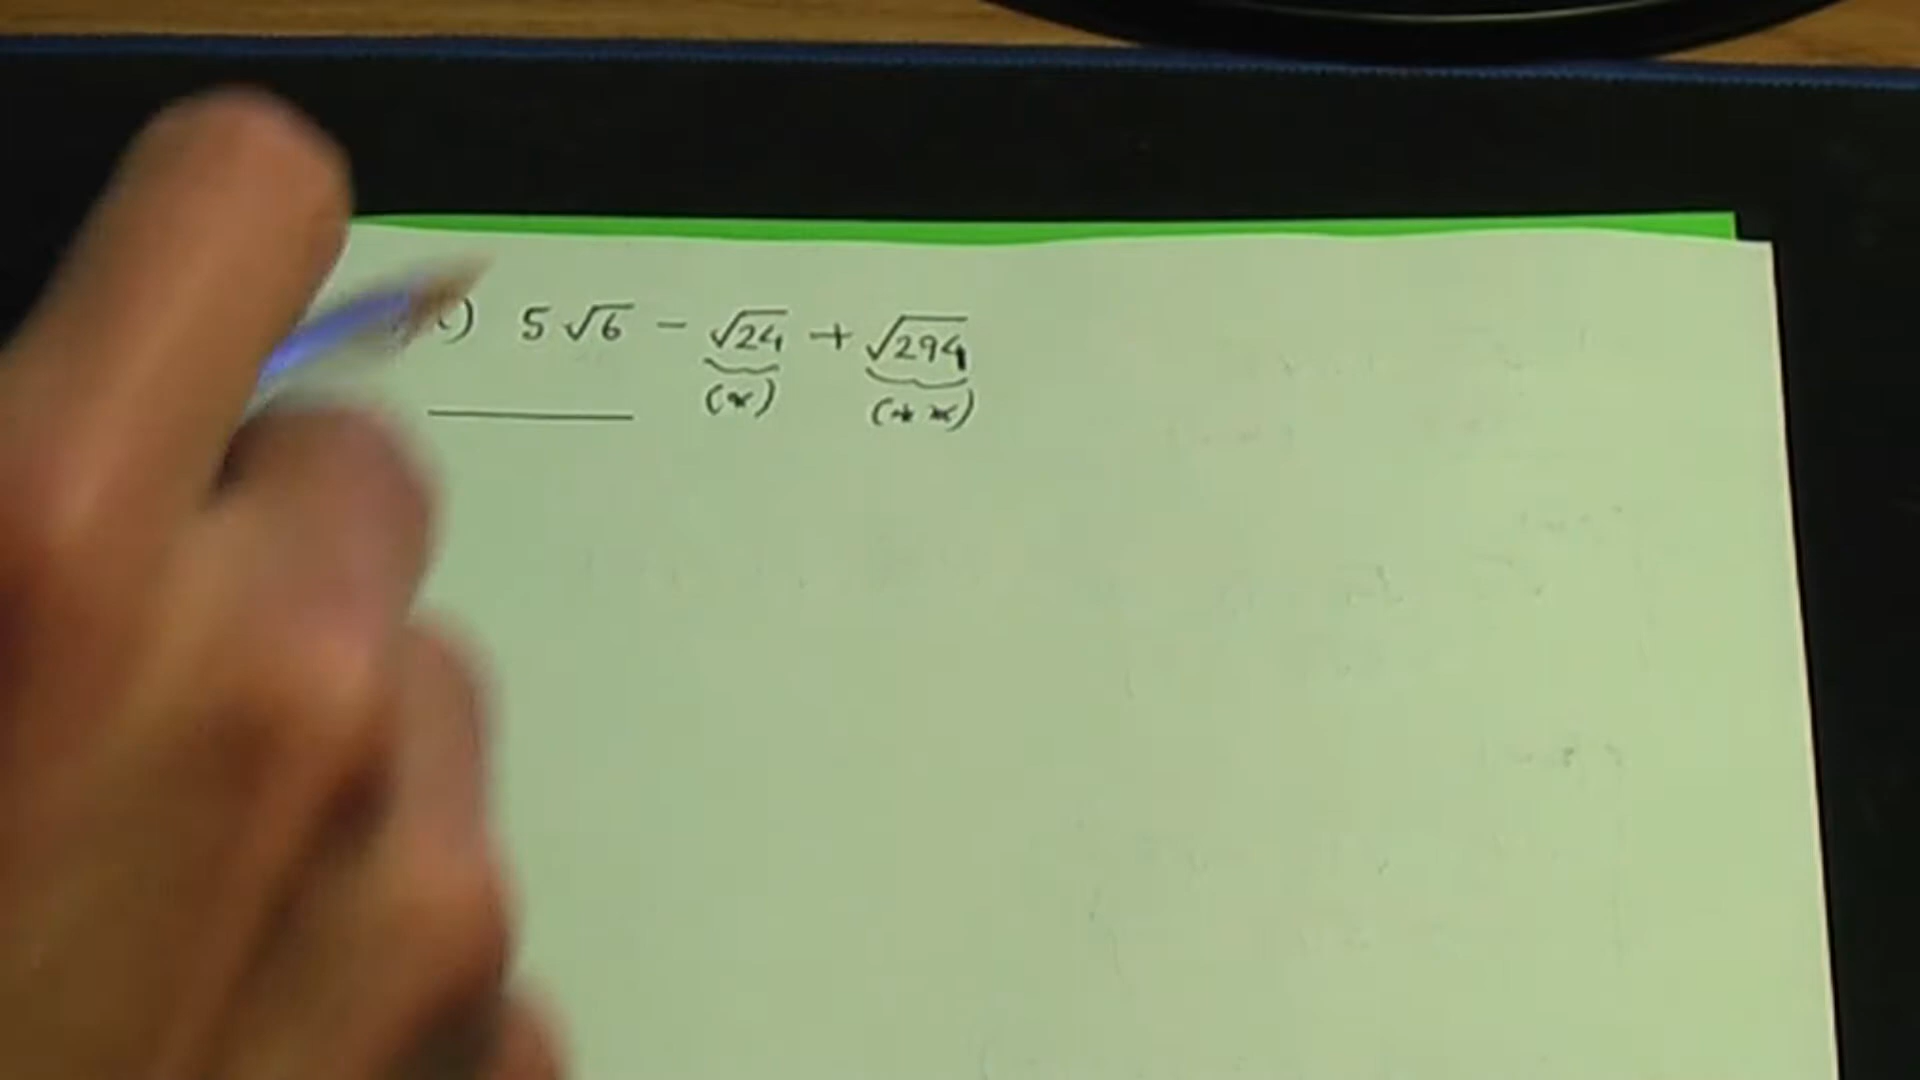 ) 5√6 - √24 + √294
(*) (**)